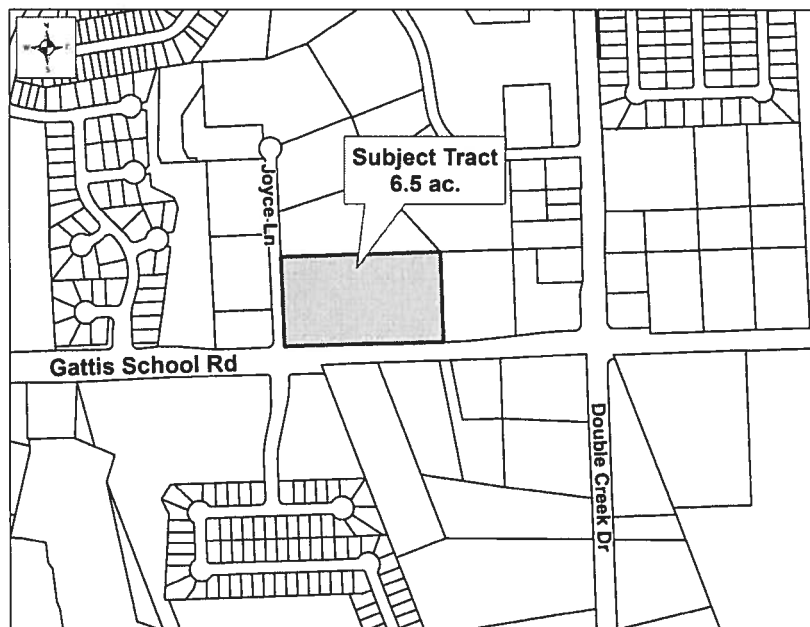 N
W E
S
Subject Tract
6.5 ac.
Joyce Ln
Gattis School Rd
Double Creek Dr